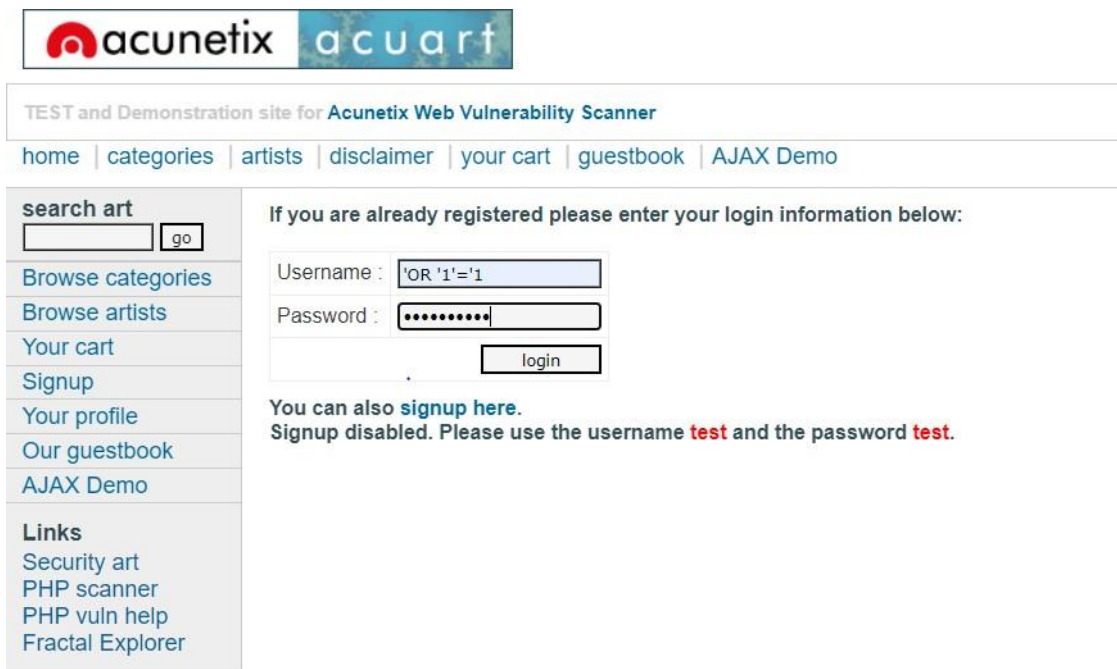 acunetix acuart
TEST and Demonstration site for Acunetix Web Vulnerability Scanner
home | categories | artists | disclaimer | your cart | guestbook | AJAX Demo
search art
go
Browse categories
Browse artists
Your cart
Signup
Your profile
Our guestbook
AJAX Demo
Links
Security art
PHP scanner
PHP vuln help
Fractal Explorer
If you are already registered please enter your login information below:
Username : 'OR '1'='1
Password : ••••••••••
login
You can also signup here.
Signup disabled. Please use the username test and the password test.